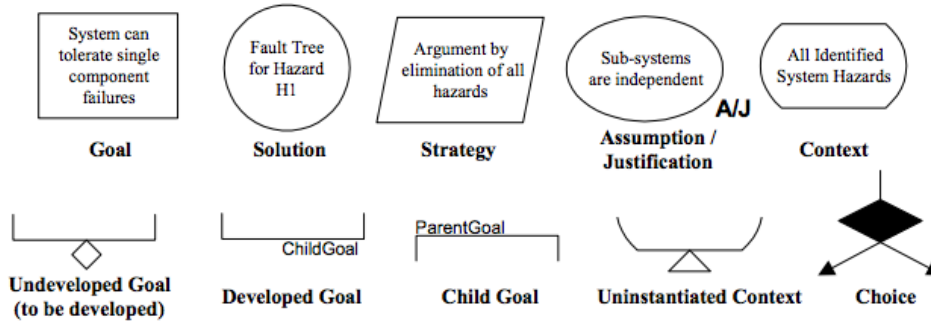 System can
tolerate single
component
failures
Goal
Fault Tree
for Hazard
H1
Solution
Argument by
elimination of all
hazards
Strategy
Sub-systems
are independent
A/J
Assumption /
Justification
All Identified
System Hazards
Context
Undeveloped Goal
(to be developed)
ChildGoal
Developed Goal
ParentGoal
Child Goal
Uninstantiated Context
Choice